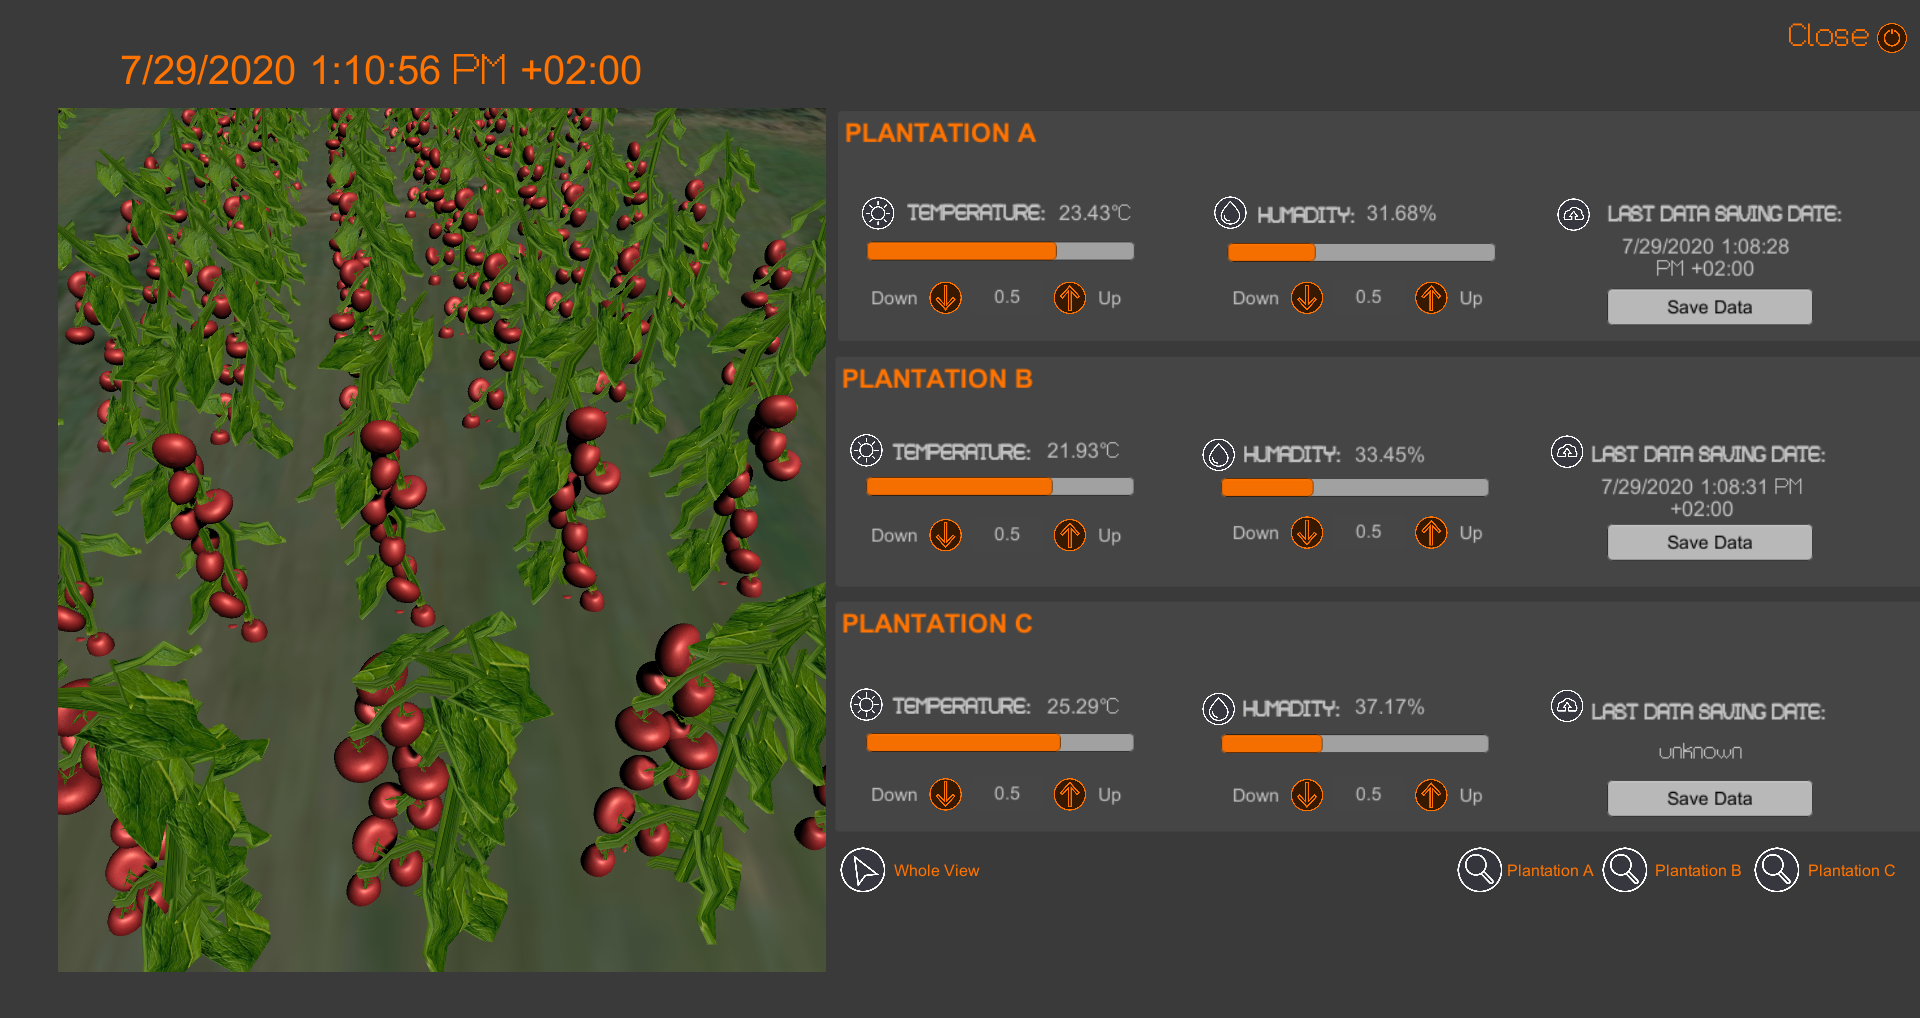 Close
7/29/2020 1:10:56 PM +02:00
PLANTATION A
TEMPERATURE: 23.43°C
HUMADITY: 31.68%
LAST DATA SAVING DATE:
7/29/2020 1:08:28
PM +02:00
Down 0.5 Up
Down 0.5 Up
Save Data
PLANTATION B
TEMPERATURE: 21.93°C
HUMADITY: 33.45%
LAST DATA SAVING DATE:
7/29/2020 1:08:31 PM
+02:00
Down 0.5 Up
Down 0.5 Up
Save Data
PLANTATION C
TEMPERATURE: 25.29°C
HUMADITY: 37.17%
LAST DATA SAVING DATE:
unknown
Down 0.5 Up
Down 0.5 Up
Save Data
Whole View
Plantation A
Plantation B
Plantation C